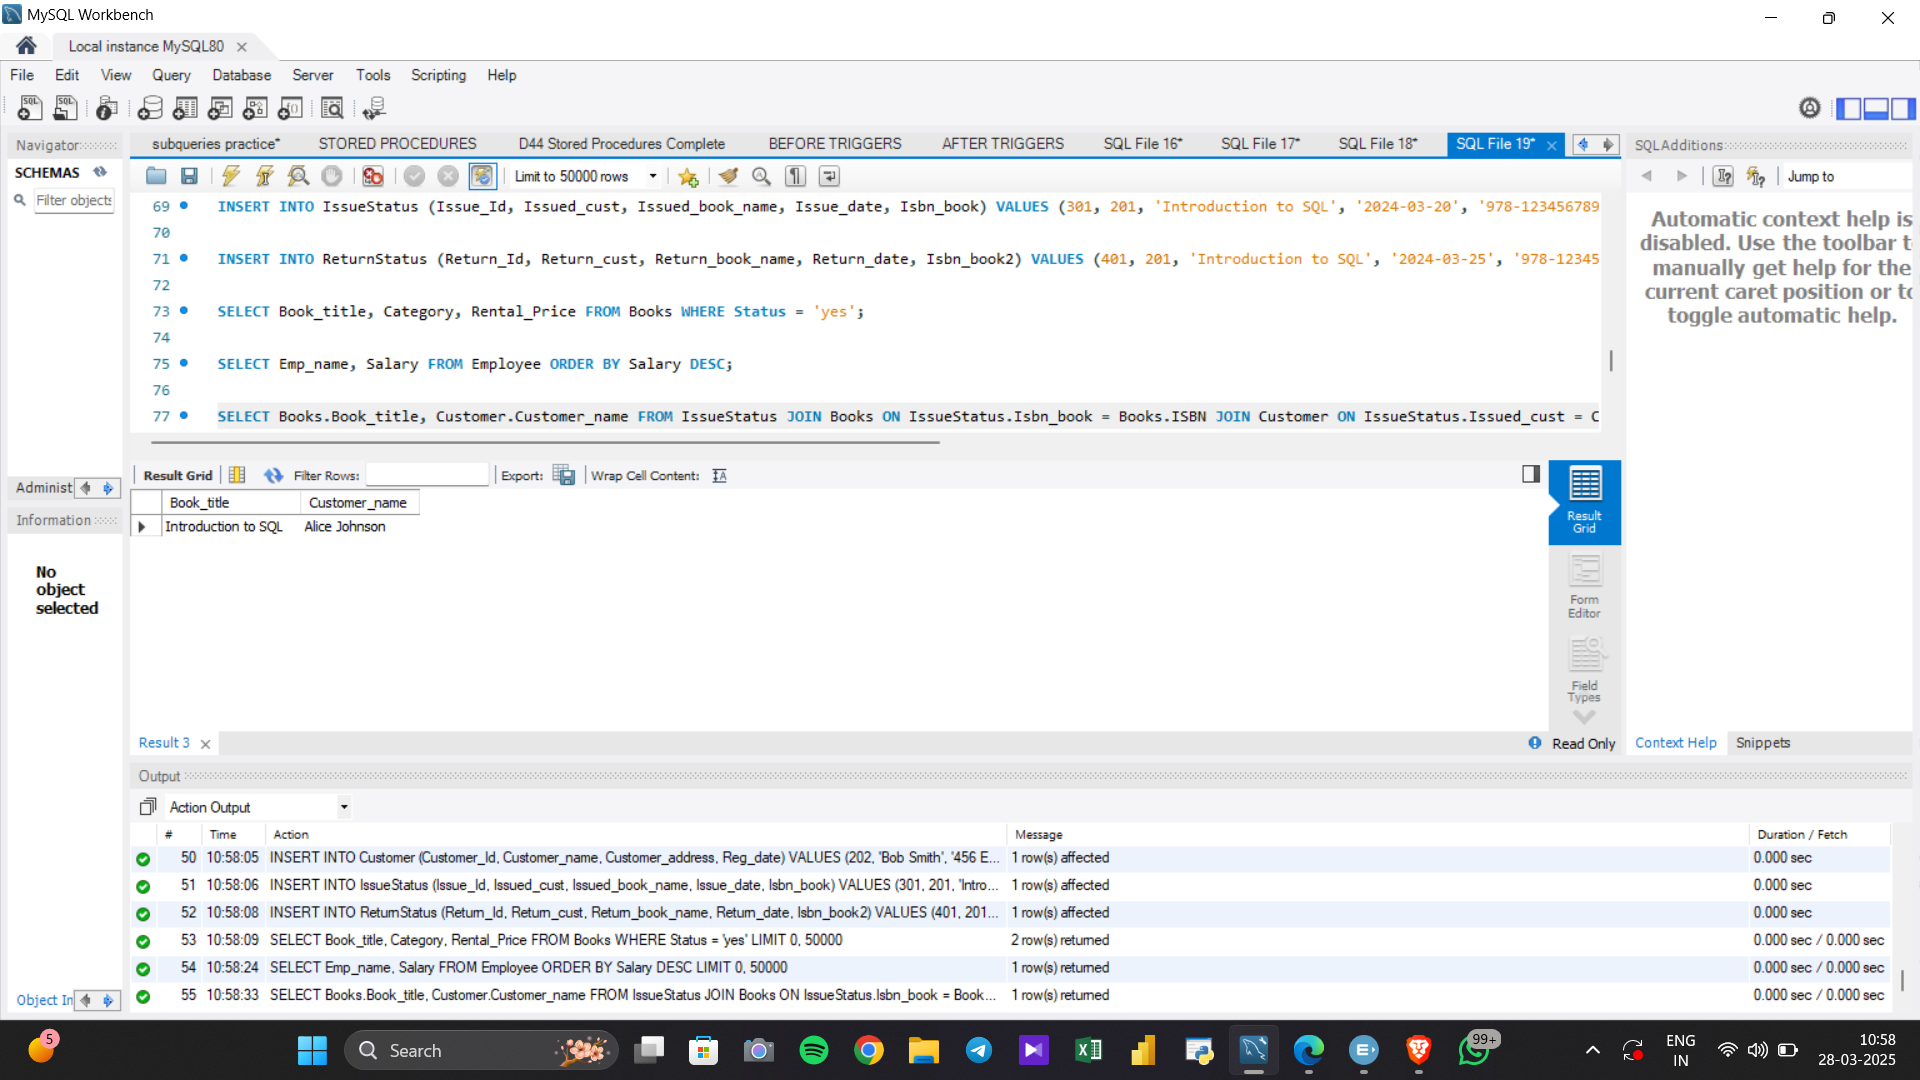 MySQL Workbench
Local instance MySQL80
File Edit View Query Database Server Tools Scripting Help
Navigator
SCHEMAS
Filter objects
subqueries practice* STORED PROCEDURES D44 Stored Procedures Complete BEFORE TRIGGERS AFTER TRIGGERS SQL File 16* SQL File 17* SQL File 18* SQL File 19*
Limit to 50000 rows
69 INSERT INTO IssueStatus (Issue_Id, Issued_cust, Issued_book_name, Issue_date, Isbn_book) VALUES (301, 201, 'Introduction to SQL', '2024-03-20', '978-123456789
70
71 INSERT INTO ReturnStatus (Return_Id, Return_cust, Return_book_name, Return_date, Isbn_book2) VALUES (401, 201, 'Introduction to SQL', '2024-03-25', '978-12345
72
73 SELECT Book_title, Category, Rental_Price FROM Books WHERE Status = 'yes';
74
75 SELECT Emp_name, Salary FROM Employee ORDER BY Salary DESC;
76
77 SELECT Books.Book_title, Customer.Customer_name FROM IssueStatus JOIN Books ON IssueStatus.Isbn_book = Books.ISBN JOIN Customer ON IssueStatus.Issued_cust = C
SQLAdditions
Jump to
Automatic context help is
disabled. Use the toolbar t
manually get help for the
current caret position or to
toggle automatic help.
Administ
Information
No
object
selected
Object In
Result Grid Filter Rows: Export: Wrap Cell Content:
Book_title Customer_name
Introduction to SQL Alice Johnson
Result
Grid
Form
Editor
Field
Types
Result 3
Read Only
Context Help Snippets
Output
Action Output
# Time Action Message Duration / Fetch
50 10:58:05 INSERT INTO Customer (Customer_Id, Customer_name, Customer_address, Reg_date) VALUES (202, 'Bob Smith', '456 E... 1 row(s) affected 0.000 sec
51 10:58:06 INSERT INTO IssueStatus (Issue_Id, Issued_cust, Issued_book_name, Issue_date, Isbn_book) VALUES (301, 201, 'Intro... 1 row(s) affected 0.000 sec
52 10:58:08 INSERT INTO ReturnStatus (Return_Id, Return_cust, Return_book_name, Return_date, Isbn_book2) VALUES (401, 201... 1 row(s) affected 0.000 sec
53 10:58:09 SELECT Book_title, Category, Rental_Price FROM Books WHERE Status = 'yes' LIMIT 0, 50000 2 row(s) returned 0.000 sec / 0.000 sec
54 10:58:24 SELECT Emp_name, Salary FROM Employee ORDER BY Salary DESC LIMIT 0, 50000 1 row(s) returned 0.000 sec / 0.000 sec
55 10:58:33 SELECT Books.Book_title, Customer.Customer_name FROM IssueStatus JOIN Books ON IssueStatus.Isbn_book = Book... 1 row(s) returned 0.000 sec / 0.000 sec
5
Search
99+
ENG
IN
10:58
28-03-2025